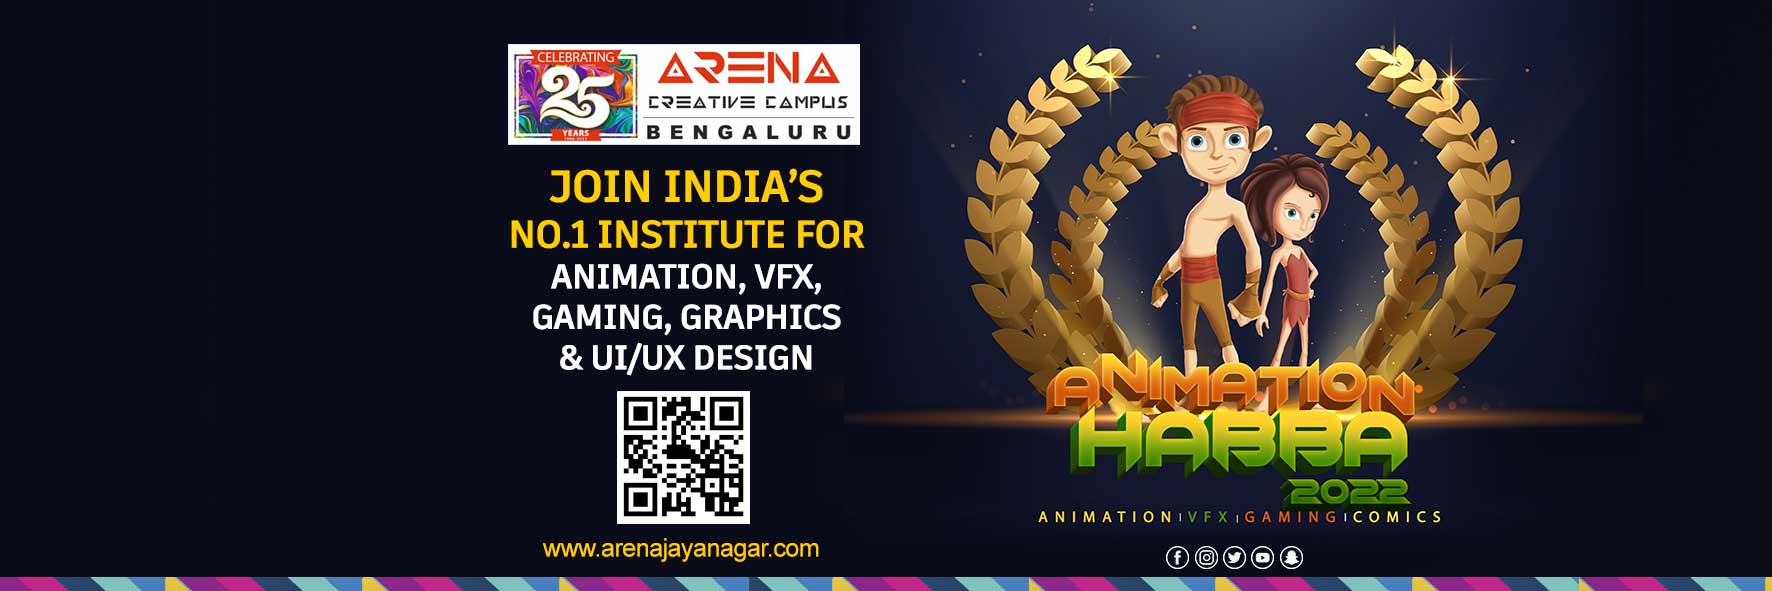 CELEBRATING
25
YEARS
ARENA
CREATIVE CAMPUS
BENGALURU
JOIN INDIA'S
NO.1 INSTITUTE FOR
ANIMATION, VFX,
GAMING, GRAPHICS
& UI/UX DESIGN
www.arenajayanagar.com
ANIMATION
HABBA
2022
ANIMATION|VFX|GAMING|COMICS